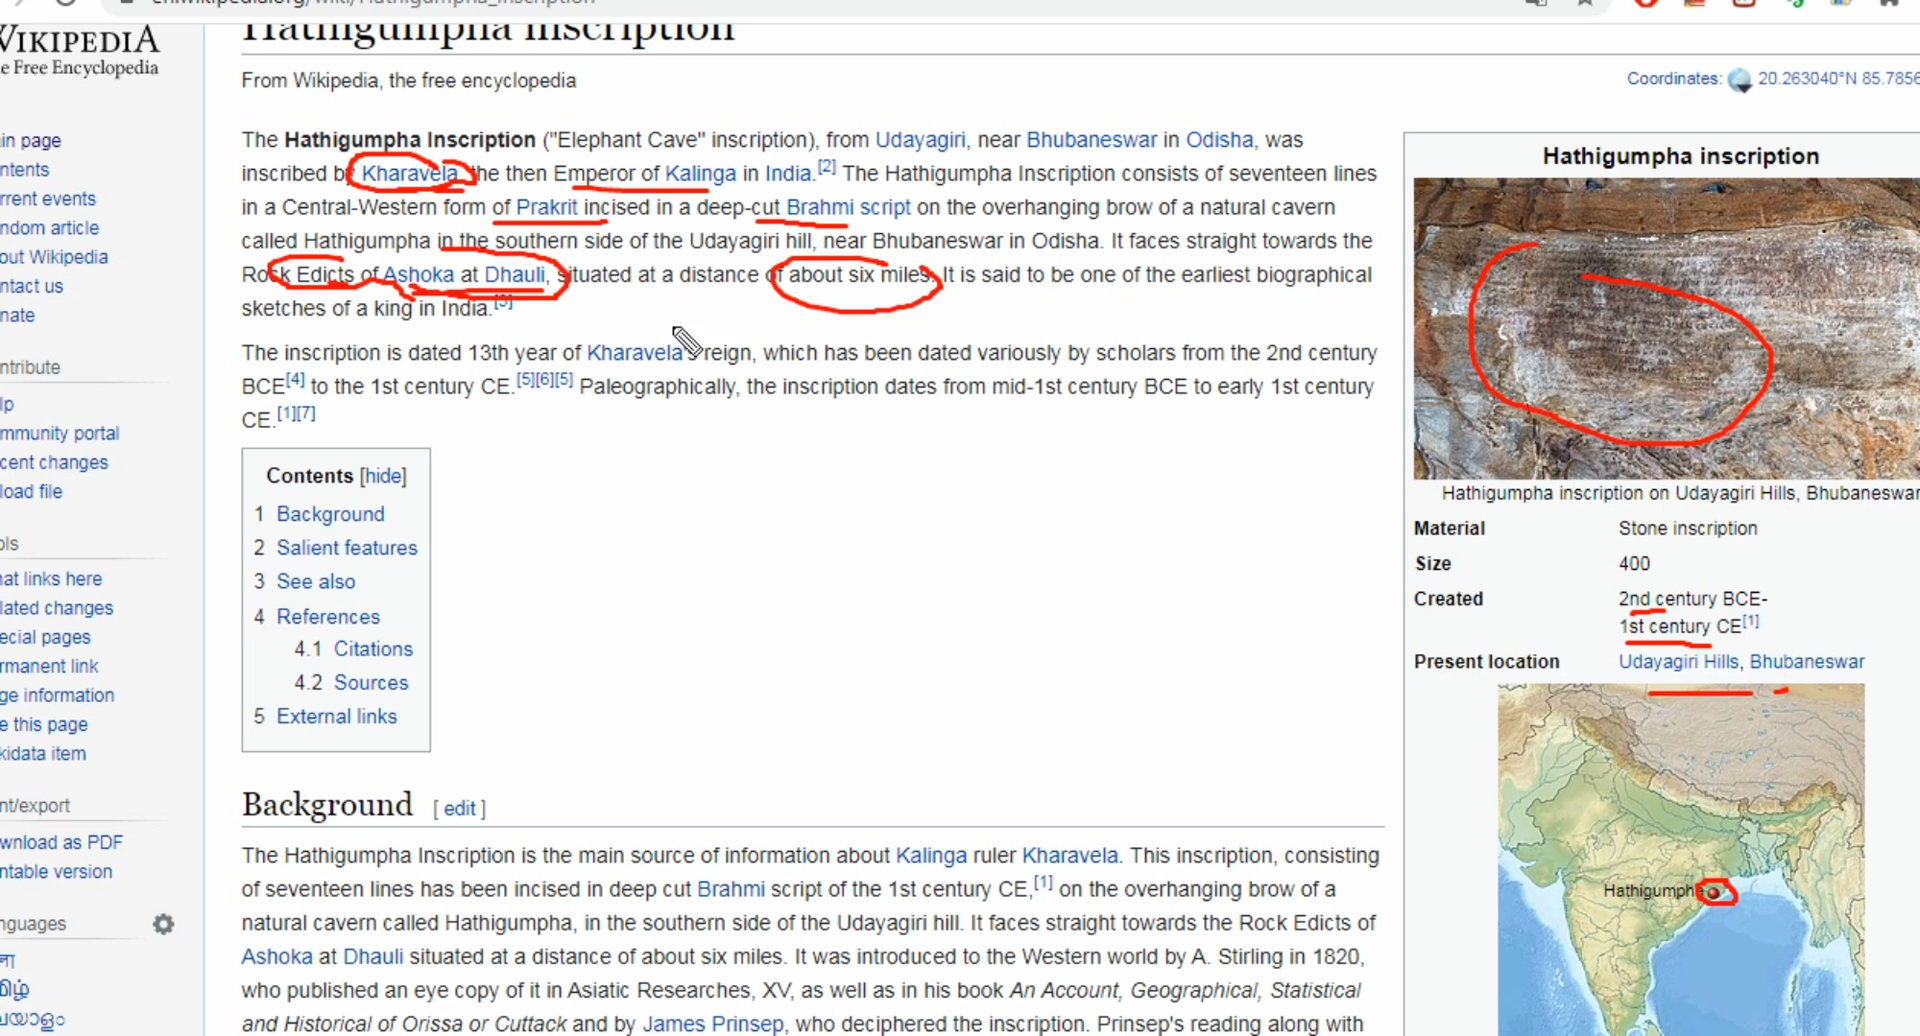 Hathigumpha inscription
WIKIPEDIA
Free Encyclopedia
From Wikipedia, the free encyclopedia
Coordinates: 20.263040°N 85.7856
The Hathigumpha Inscription ("Elephant Cave" inscription), from Udayagiri, near Bhubaneswar in Odisha, was
inscribed by Kharavela, the then Emperor of Kalinga in India.[2] The Hathigumpha Inscription consists of seventeen lines
in a Central-Western form of Prakrit incised in a deep-cut Brahmi script on the overhanging brow of a natural cavern
called Hathigumpha in the southern side of the Udayagiri hill, near Bhubaneswar in Odisha. It faces straight towards the
Rock Edicts of Ashoka at Dhauli, situated at a distance of about six miles. It is said to be one of the earliest biographical
sketches of a king in India.[3]
The inscription is dated 13th year of Kharavela's reign, which has been dated variously by scholars from the 2nd century
BCE[4] to the 1st century CE.[5][6][5] Paleographically, the inscription dates from mid-1st century BCE to early 1st century
CE.[1][7]
Contents [hide]
1 Background
2 Salient features
3 See also
4 References
4.1 Citations
4.2 Sources
5 External links
Background [ edit ]
The Hathigumpha Inscription is the main source of information about Kalinga ruler Kharavela. This inscription, consisting
of seventeen lines has been incised in deep cut Brahmi script of the 1st century CE,[1] on the overhanging brow of a
natural cavern called Hathigumpha, in the southern side of the Udayagiri hill. It faces straight towards the Rock Edicts of
Ashoka at Dhauli situated at a distance of about six miles. It was introduced to the Western world by A. Stirling in 1820,
who published an eye copy of it in Asiatic Researches, XV, as well as in his book An Account, Geographical, Statistical
and Historical of Orissa or Cuttack and by James Prinsep, who deciphered the inscription. Prinsep's reading along with
Hathigumpha inscription
Hathigumpha inscription on Udayagiri Hills, Bhubaneswar
Material Stone inscription
Size 400
Created 2nd century BCE-
1st century CE[1]
Present location Udayagiri Hills, Bhubaneswar
Hathigumpha
in page
ntents
rrent events
ndom article
out Wikipedia
ntact us
nate
ntribute
lp
mmunity portal
cent changes
load file
ols
hat links here
lated changes
ecial pages
rmanent link
ge information
e this page
kidata item
nt/export
wnload as PDF
ntable version
nguages